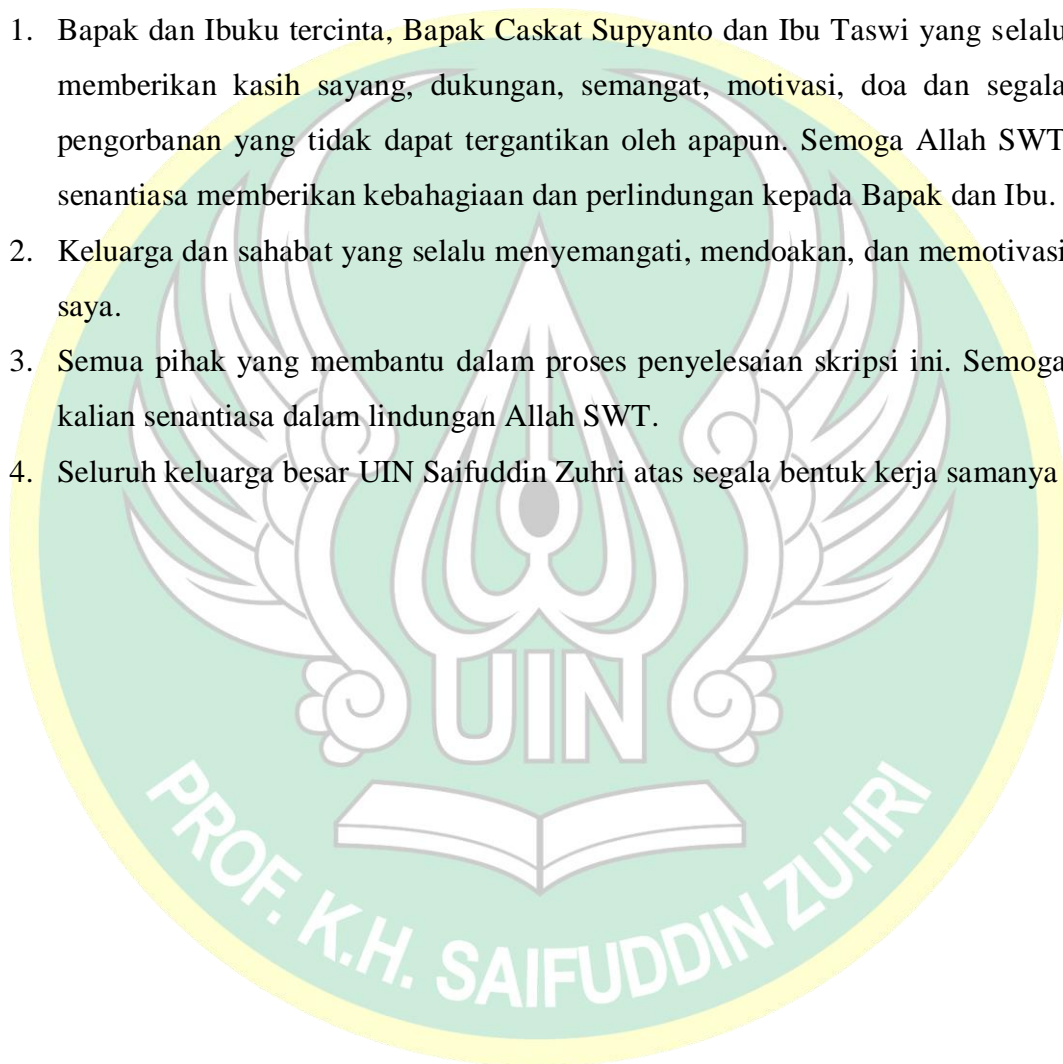 1. Bapak dan Ibuku tercinta, Bapak Caskat Supyanto dan Ibu Taswi yang selalu
memberikan kasih sayang, dukungan, semangat, motivasi, doa dan segala
pengorbanan yang tidak dapat tergantikan oleh apapun. Semoga Allah SWT
senantiasa memberikan kebahagiaan dan perlindungan kepada Bapak dan Ibu.
2. Keluarga dan sahabat yang selalu menyemangati, mendoakan, dan memotivasi
saya.
3. Semua pihak yang membantu dalam proses penyelesaian skripsi ini. Semoga
kalian senantiasa dalam lindungan Allah SWT.
4. Seluruh keluarga besar UIN Saifuddin Zuhri atas segala bentuk kerja samanya
UIN
PROF. K.H. SAIFUDDIN ZUHRI